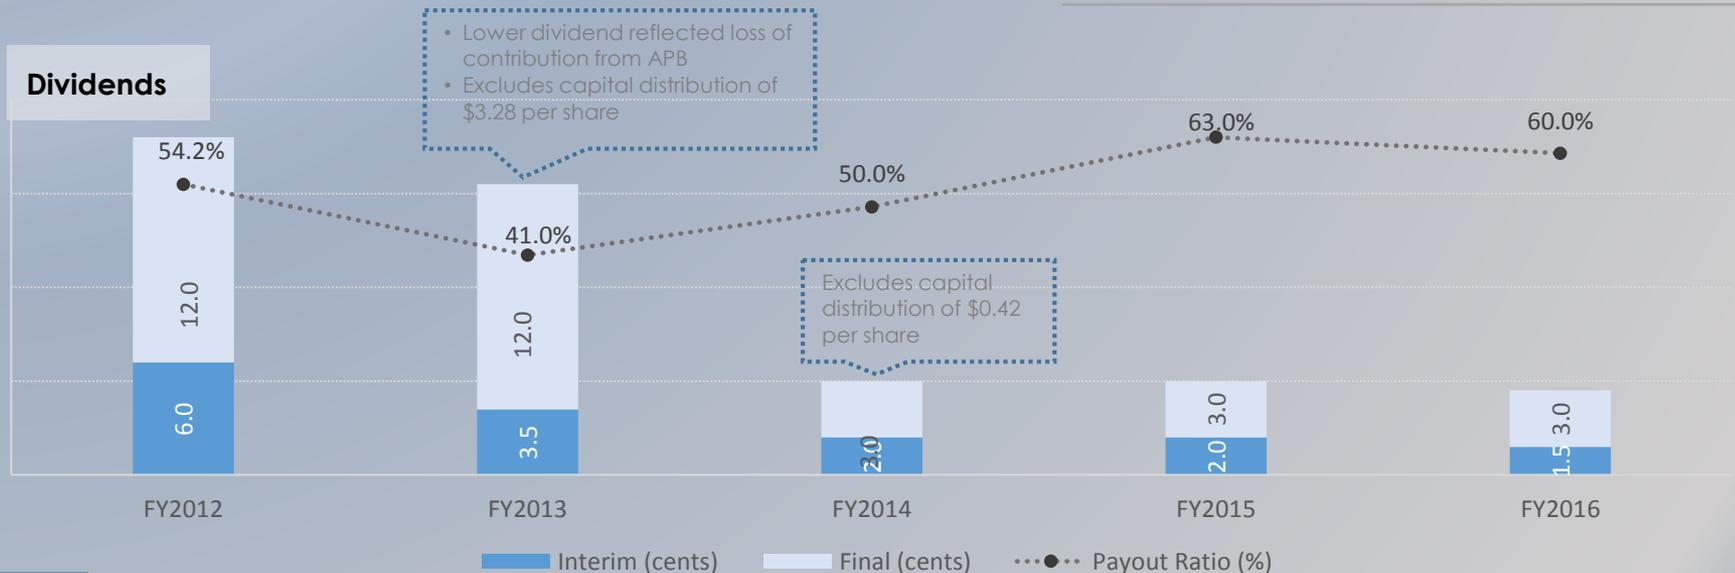 • Lower dividend reflected loss of
contribution from APB
• Excludes capital distribution of
$3.28 per share
Dividends
54.2%
41.0%
50.0%
63.0%
60.0%
Excludes capital
distribution of $0.42
per share
12.0
12.0
3.0
3.0
3.0
6.0
3.5
2.0
2.0
1.5
FY2012
FY2013
FY2014
FY2015
FY2016
Interim (cents)
Final (cents)
Payout Ratio (%)